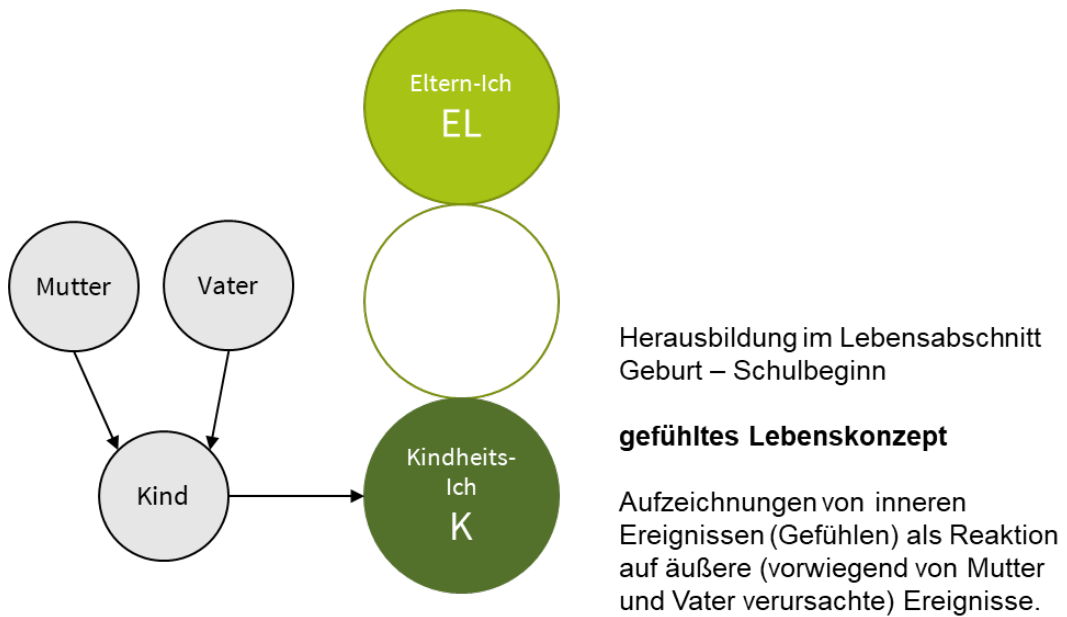 Eltern-Ich
EL
Mutter
Vater
Kind
Kindheits-
Ich
K
Herausbildung im Lebensabschnitt
Geburt – Schulbeginn
gefühltes Lebenskonzept
Aufzeichnungen von inneren
Ereignissen (Gefühlen) als Reaktion
auf äußere (vorwiegend von Mutter
und Vater verursachte) Ereignisse.